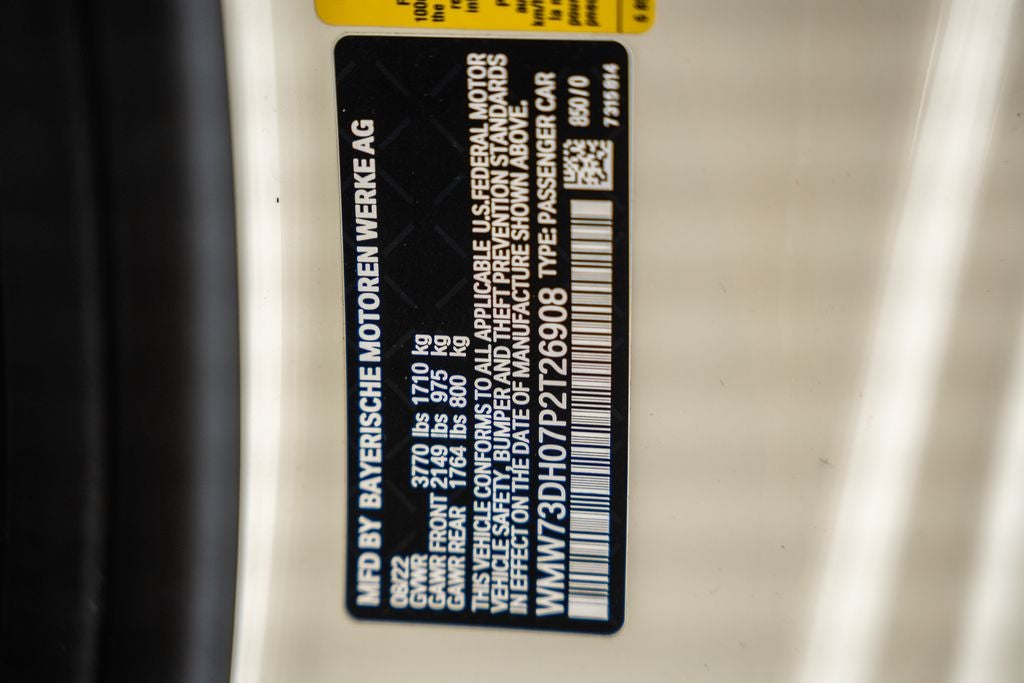 MFD BY BAYERISCHE MOTOREN WERKE AG
08/22
GVWR 3770 lbs 1710 kg
GAWR FRONT 2149 lbs 975 kg
GAWR REAR 1764 lbs 800 kg
THIS VEHICLE CONFORMS TO ALL APPLICABLE U.S.FEDERAL MOTOR
VEHICLE SAFETY, BUMPER AND THEFT PREVENTION STANDARDS
IN EFFECT ON THE DATE OF MANUFACTURE SHOWN ABOVE.
WMW73DH07P2T26908 TYPE: PASSENGER CAR
850 / 0
7 315 614